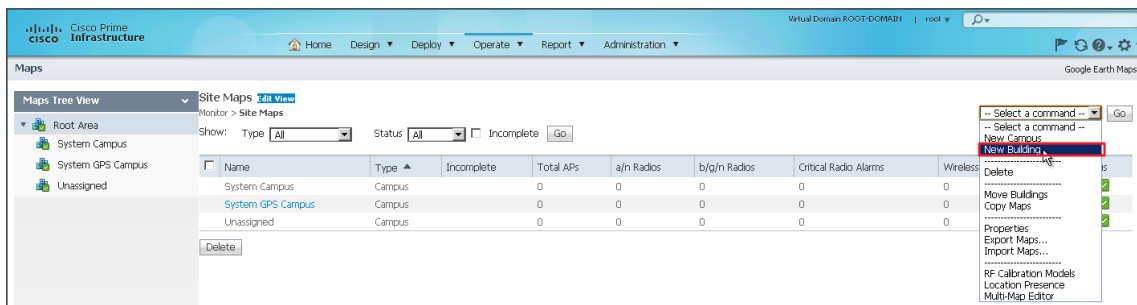 Virtual Domain ROOT-DOMAIN | root
cisco Cisco Prime Infrastructure
Home Design Deploy Operate Report Administration
Maps
Google Earth Maps
Maps Tree View
Root Area
System Campus
System GPS Campus
Unassigned
Site Maps Edit View
Monitor > Site Maps
Show: Type All Status All Incomplete Go
-- Select a command -- Go
-- Select a command --
New Campus
New Building
-----------------------
Delete
-----------------------
Move Buildings
Copy Maps
-----------------------
Properties
Export Maps...
Import Maps...
-----------------------
RF Calibration Models
Location Presence
Multi-Map Editor
Name Type Incomplete Total APs a/n Radios b/g/n Radios Critical Radio Alarms Wireless
System Campus Campus 0 0 0 0 0
System GPS Campus Campus 0 0 0 0 0
Unassigned Campus 0 0 0 0 0
Delete